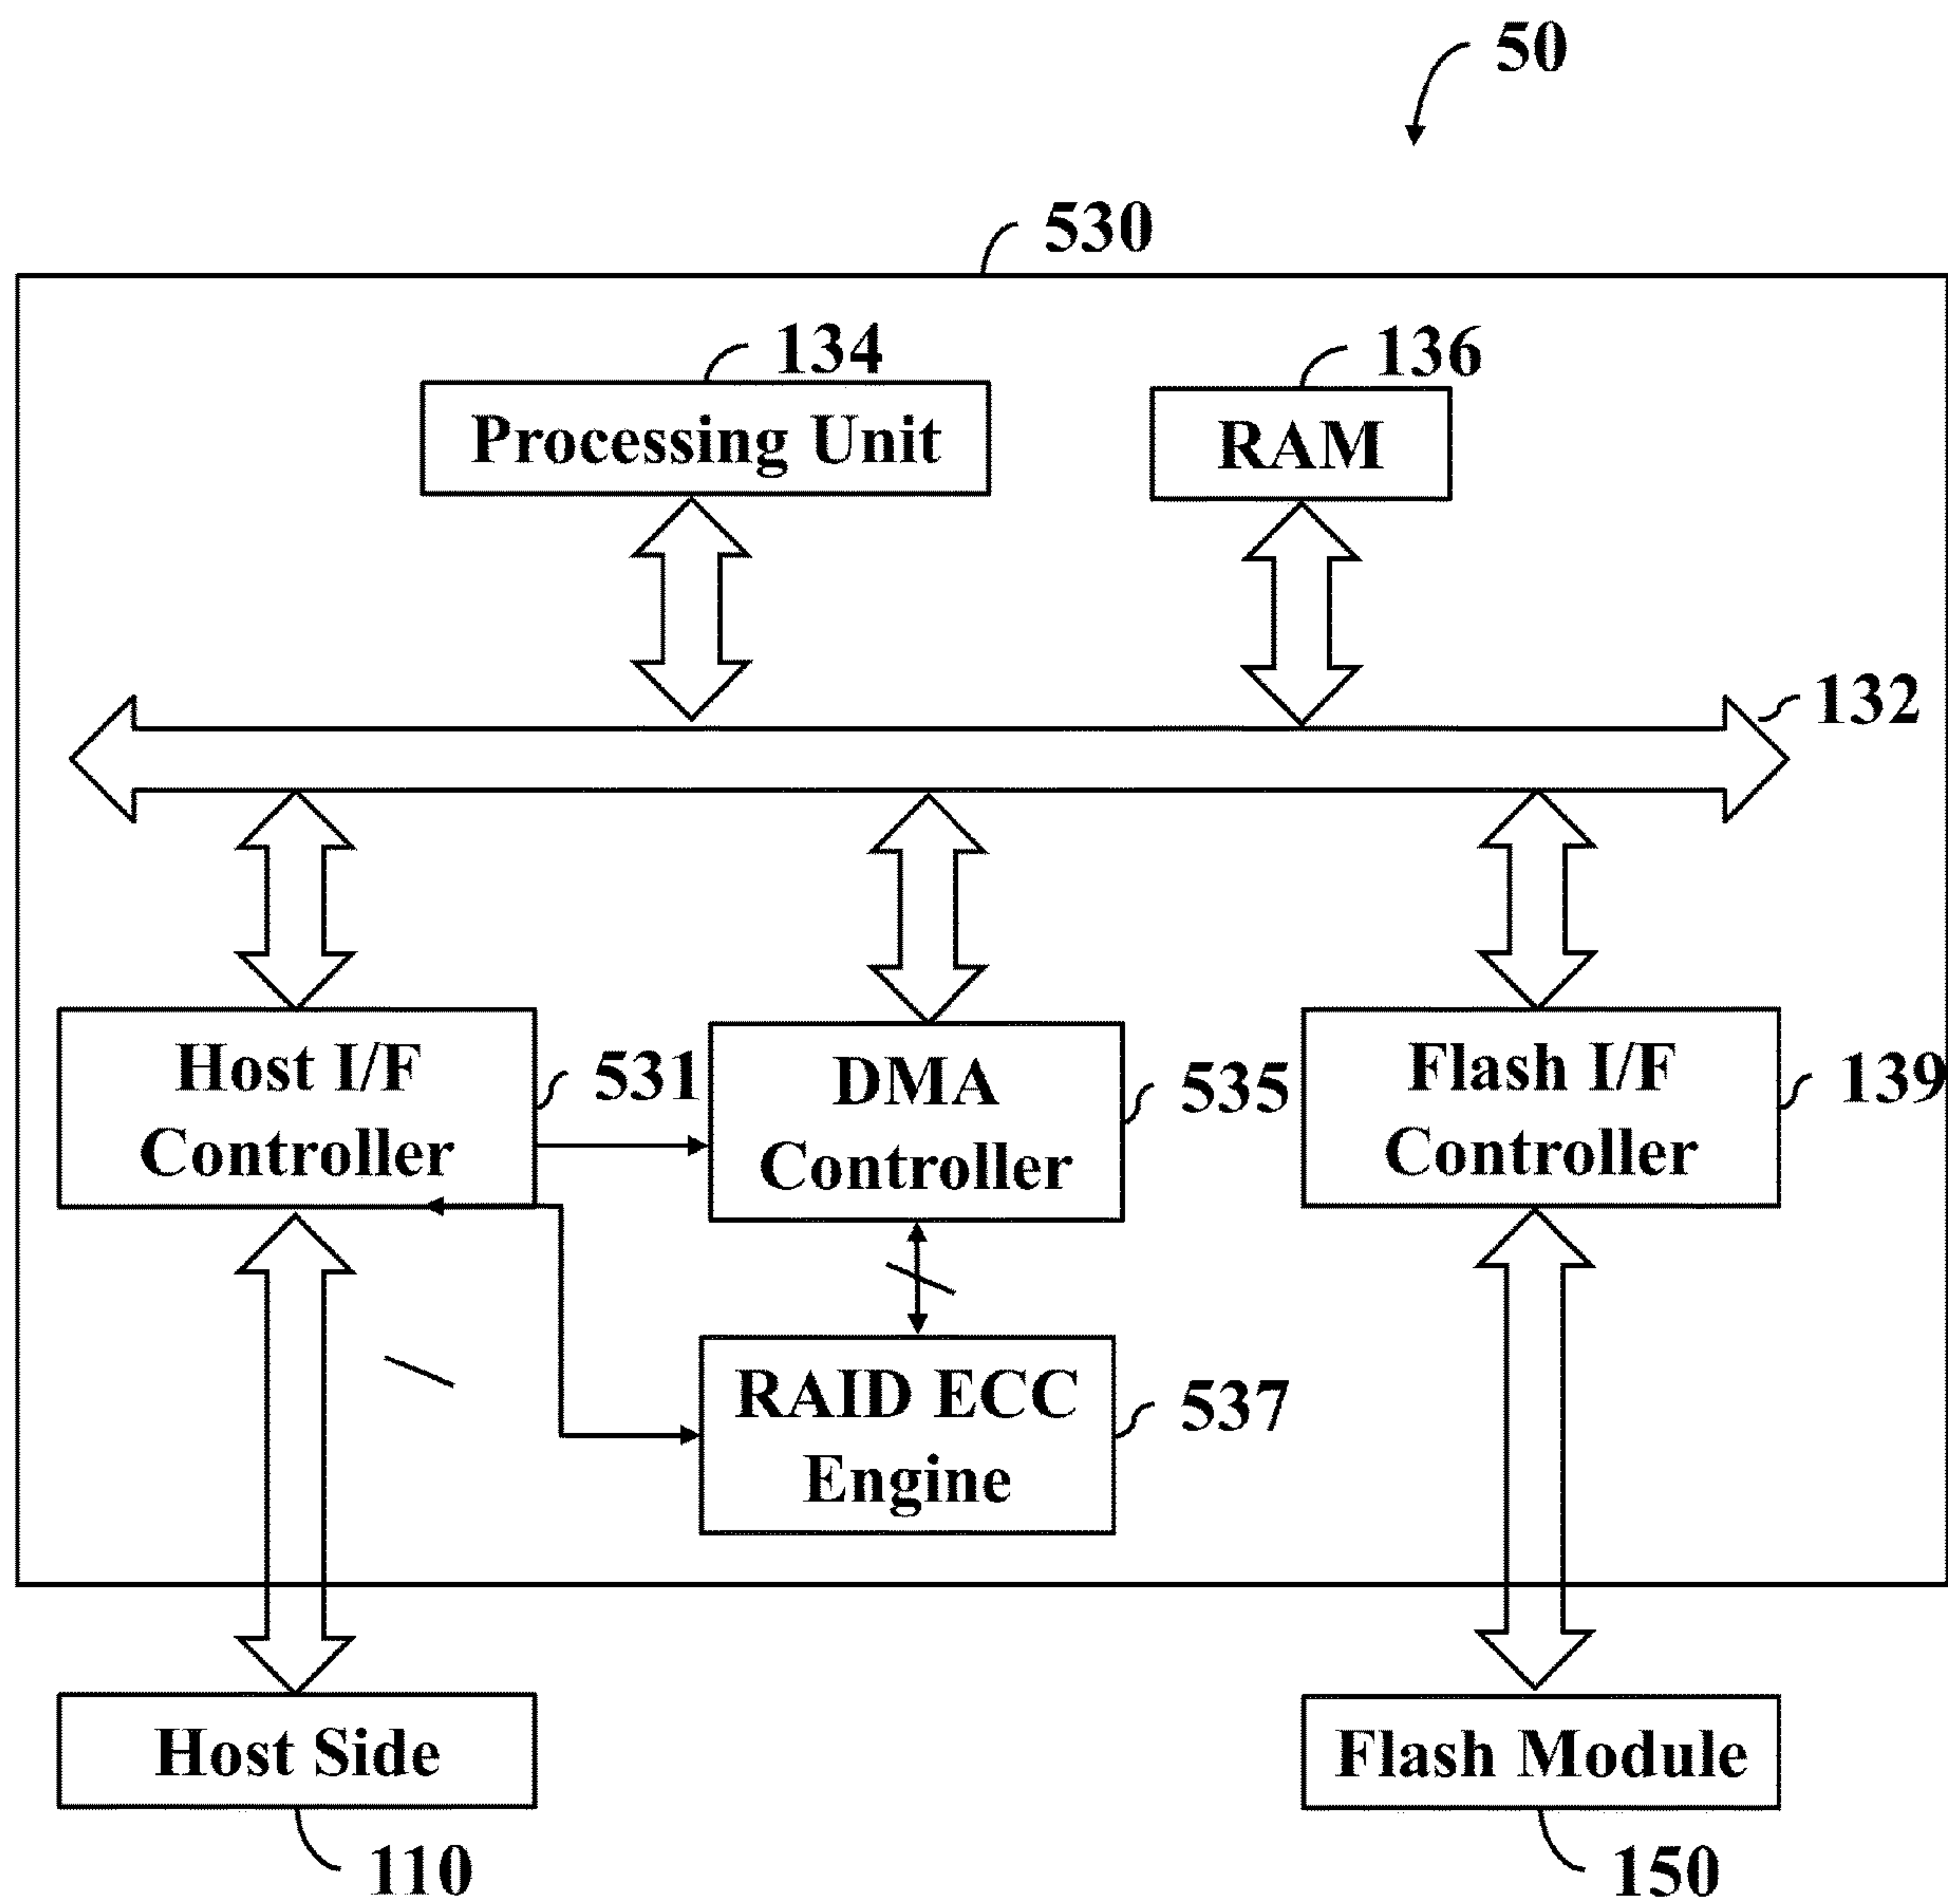 50
530
134
136
Processing Unit
RAM
132
Host I/F
Controller
531
DMA
Controller
535
Flash I/F
Controller
139
RAID ECC
Engine
537
Host Side
Flash Module
110
150